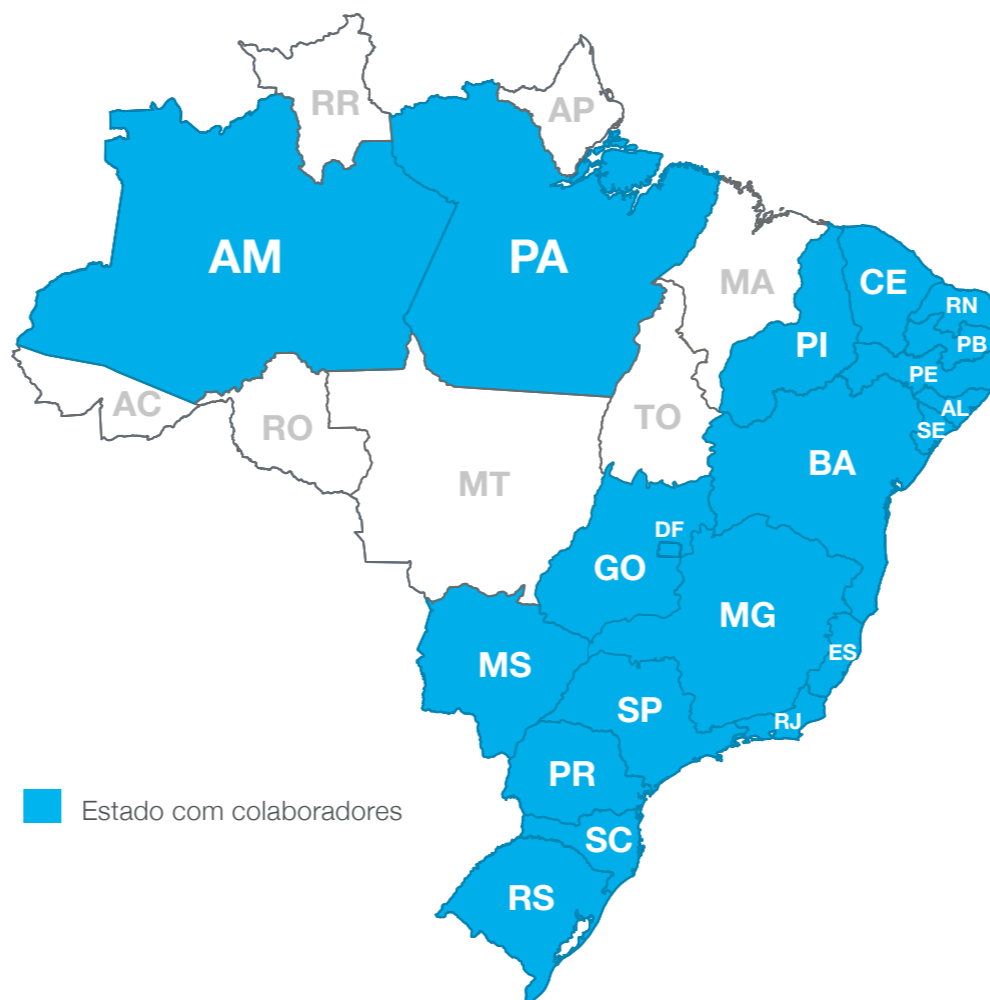 RR
AP
AM
PA
MA
CE
RN
PI
PB
PE
AC
AL
TO
RO
SE
BA
MT
DF
GO
MG
ES
MS
SP
RJ
PR
Estado com colaboradores
SC
RS